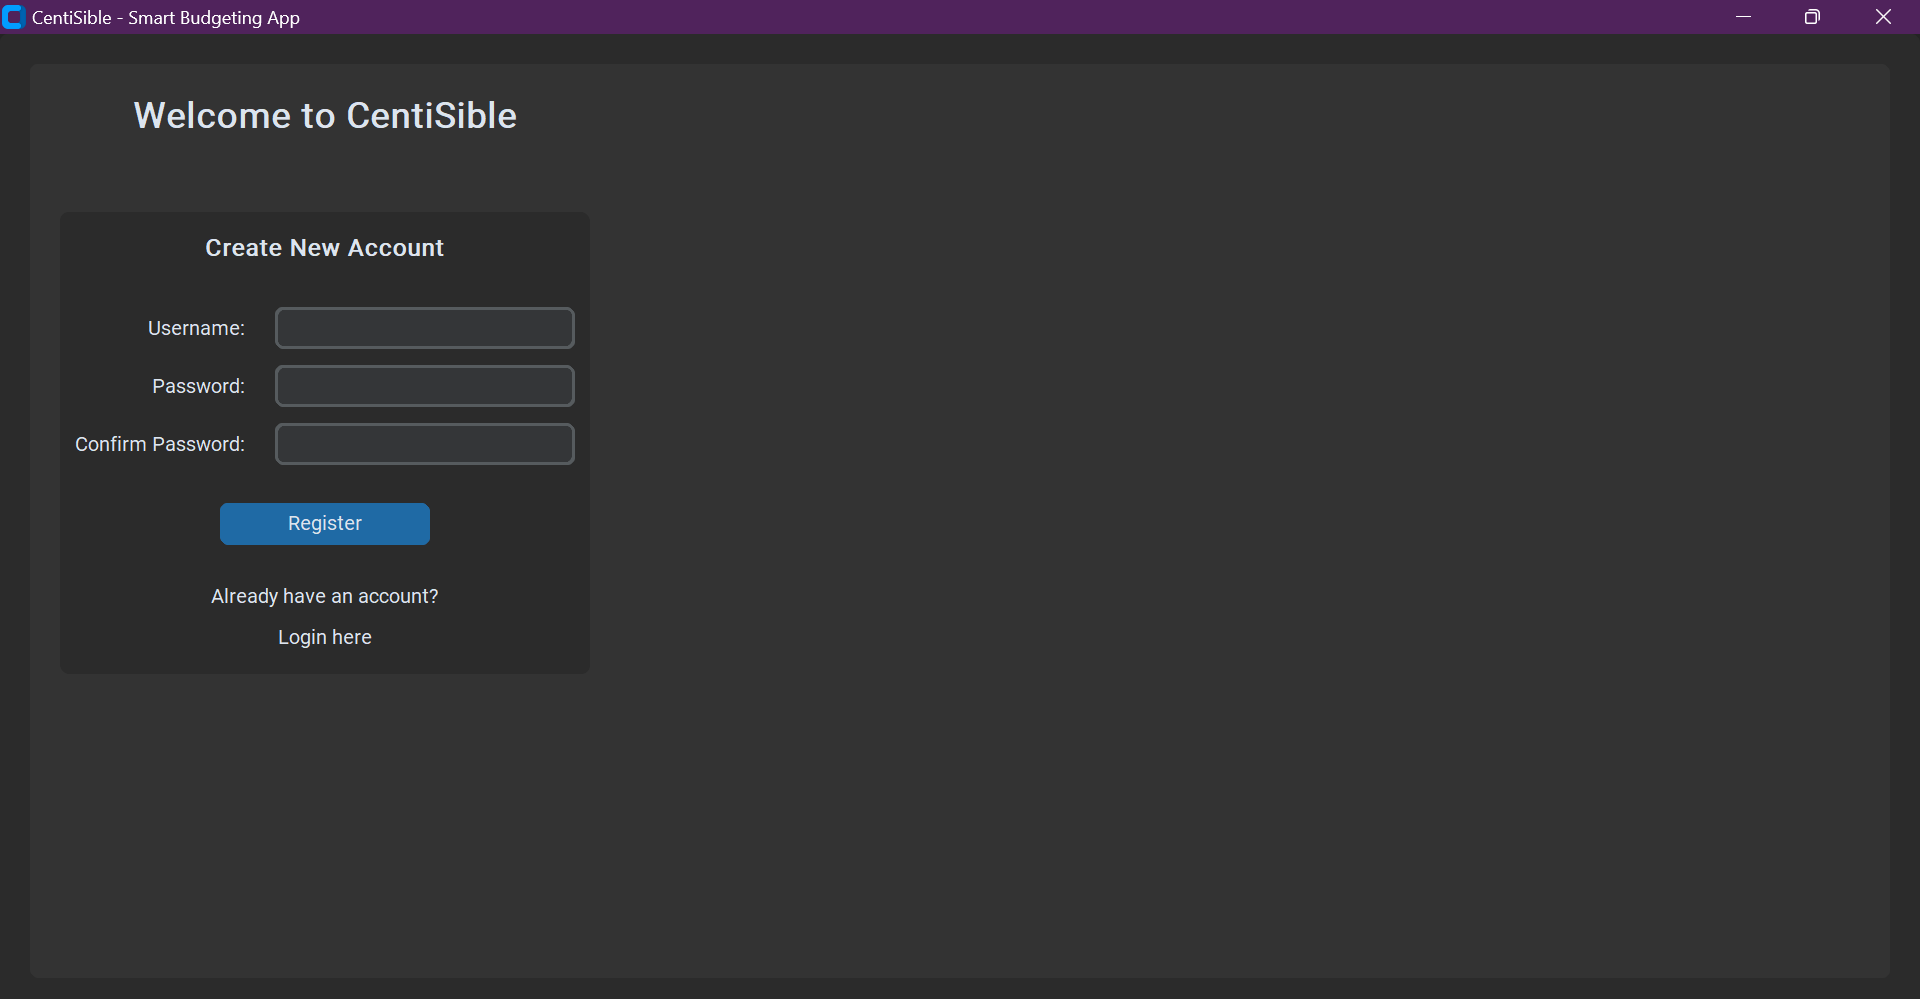 CentiSible - Smart Budgeting App
Welcome to CentiSible
Create New Account
Username:
Password:
Confirm Password:
Register
Already have an account?
Login here